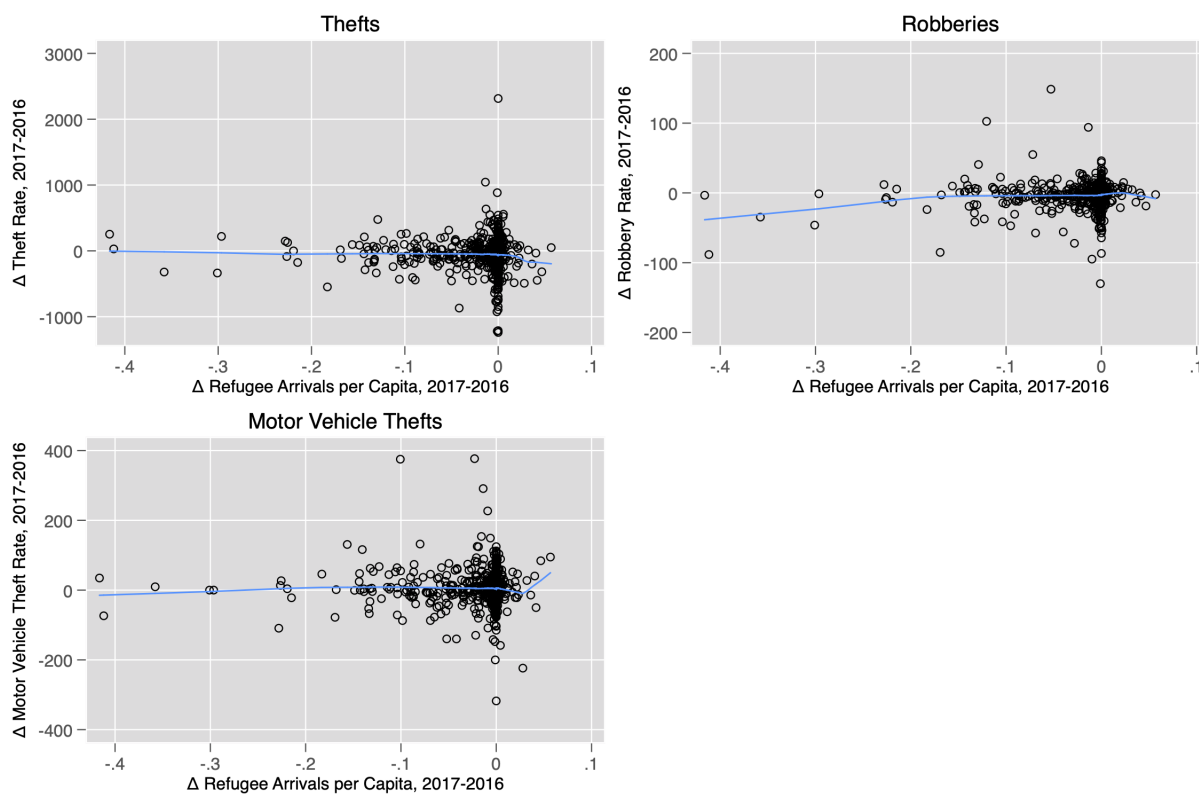 Thefts
Δ Theft Rate, 2017-2016
3000
2000
1000
0
-1000
-.4 -.3 -.2 -.1 0 .1
Δ Refugee Arrivals per Capita, 2017-2016
Robberies
Δ Robbery Rate, 2017-2016
200
100
0
-100
-200
-.4 -.3 -.2 -.1 0 .1
Δ Refugee Arrivals per Capita, 2017-2016
Motor Vehicle Thefts
Δ Motor Vehicle Theft Rate, 2017-2016
400
200
0
-200
-400
-.4 -.3 -.2 -.1 0 .1
Δ Refugee Arrivals per Capita, 2017-2016